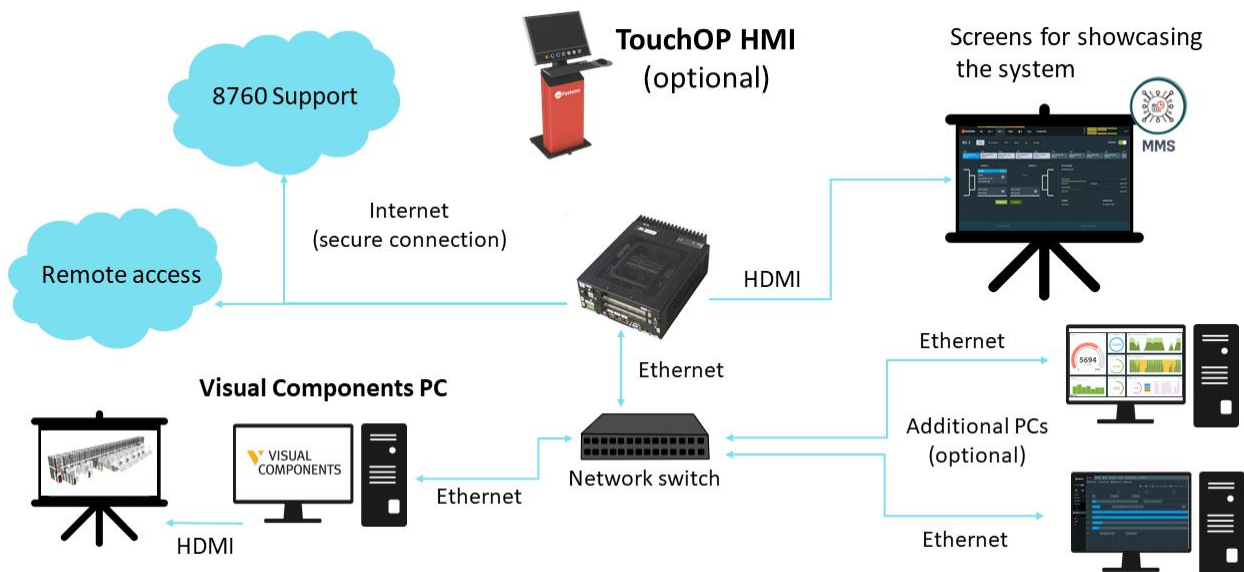 TouchOP HMI
(optional)
Screens for showcasing
the system
MMS
8760 Support
Internet
(secure connection)
Remote access
HDMI
Ethernet
Ethernet
5694
Visual Components PC
VISUAL
COMPONENTS
Additional PCs
(optional)
Network switch
Ethernet
HDMI
Ethernet
Fastems